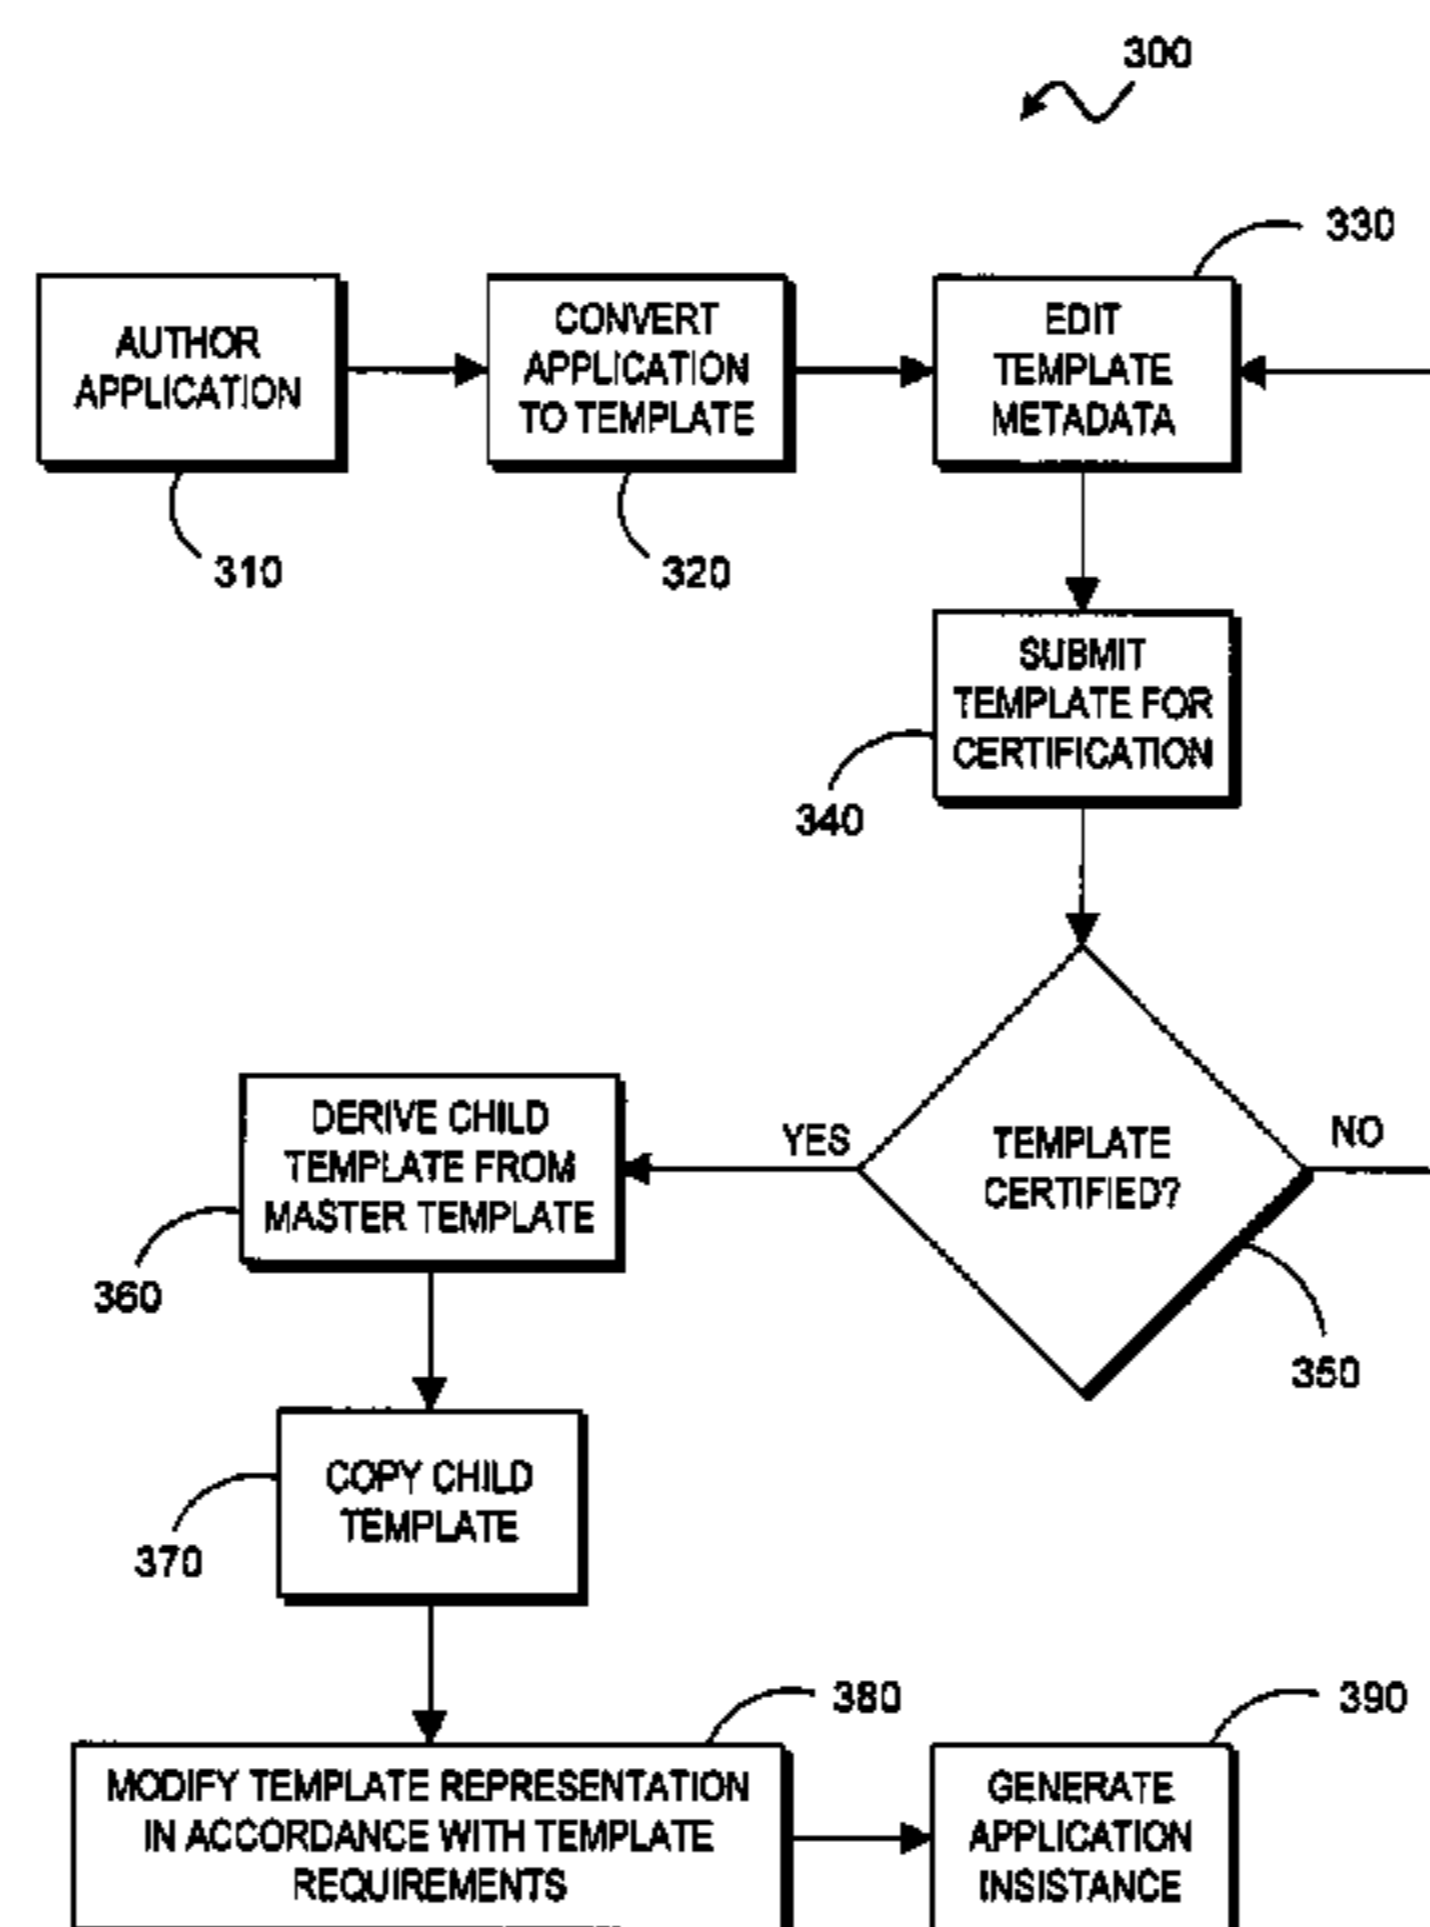 300
330
AUTHOR
APPLICATION
CONVERT
APPLICATION
TO TEMPLATE
EDIT
TEMPLATE
METADATA
310
320
SUBMIT
TEMPLATE FOR
CERTIFICATION
340
DERIVE CHILD
TEMPLATE FROM
MASTER TEMPLATE
YES
TEMPLATE
CERTIFIED?
NO
360
350
COPY CHILD
TEMPLATE
370
380
390
MODIFY TEMPLATE REPRESENTATION
IN ACCORDANCE WITH TEMPLATE
REQUIREMENTS
GENERATE
APPLICATION
INSISTANCE